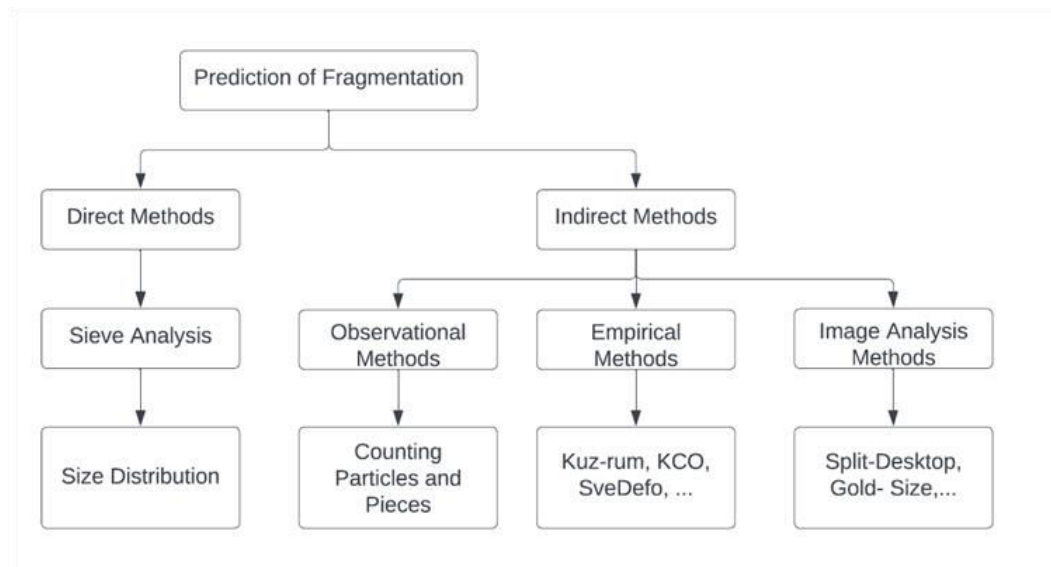 Prediction of Fragmentation
Direct Methods
Indirect Methods
Sieve Analysis
Observational
Methods
Empirical
Methods
Image Analysis
Methods
Size Distribution
Counting
Particles and
Pieces
Kuz-rum, KCO,
SveDefo, ...
Split-Desktop,
Gold- Size,...